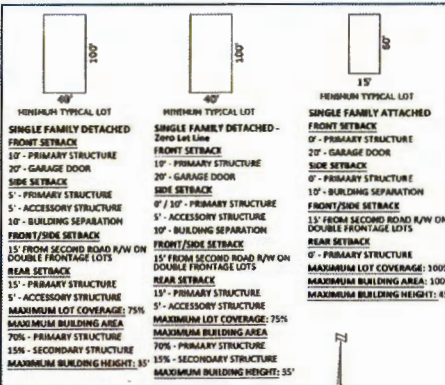 100'
40'
MINIMUM TYPICAL LOT
SINGLE FAMILY DETACHED
FRONT SETBACK
10' - PRIMARY STRUCTURE
20' - GARAGE DOOR
SIDE SETBACK
5' - PRIMARY STRUCTURE
5' - ACCESSORY STRUCTURE
10' - BUILDING SEPARATION
FRONT/SIDE SETBACK
15' FROM SECOND ROAD R/W ON
DOUBLE FRONTAGE LOTS
REAR SETBACK
15' - PRIMARY STRUCTURE
5' - ACCESSORY STRUCTURE
MAXIMUM LOT COVERAGE: 75%
MAXIMUM BUILDING AREA
70% - PRIMARY STRUCTURE
15% - SECONDARY STRUCTURE
MAXIMUM BUILDING HEIGHT: 35'
100'
40'
MINIMUM TYPICAL LOT
SINGLE FAMILY DETACHED -
Zero Lot Line
FRONT SETBACK
10' - PRIMARY STRUCTURE
20' - GARAGE DOOR
SIDE SETBACK
0' / 10' - PRIMARY STRUCTURE
5' - ACCESSORY STRUCTURE
10' - BUILDING SEPARATION
FRONT/SIDE SETBACK
15' FROM SECOND ROAD R/W ON
DOUBLE FRONTAGE LOTS
REAR SETBACK
15' - PRIMARY STRUCTURE
5' - ACCESSORY STRUCTURE
MAXIMUM LOT COVERAGE: 75%
MAXIMUM BUILDING AREA
70% - PRIMARY STRUCTURE
15% - SECONDARY STRUCTURE
MAXIMUM BUILDING HEIGHT: 35'
60'
15'
MINIMUM TYPICAL LOT
SINGLE FAMILY ATTACHED
FRONT SETBACK
0' - PRIMARY STRUCTURE
20' - GARAGE DOOR
SIDE SETBACK
0' - PRIMARY STRUCTURE
10' - BUILDING SEPARATION
FRONT/SIDE SETBACK
15' FROM SECOND ROAD R/W ON
DOUBLE FRONTAGE LOTS
REAR SETBACK
0' - PRIMARY STRUCTURE
MAXIMUM LOT COVERAGE: 100
MAXIMUM BUILDING AREA: 100
MAXIMUM BUILDING HEIGHT: